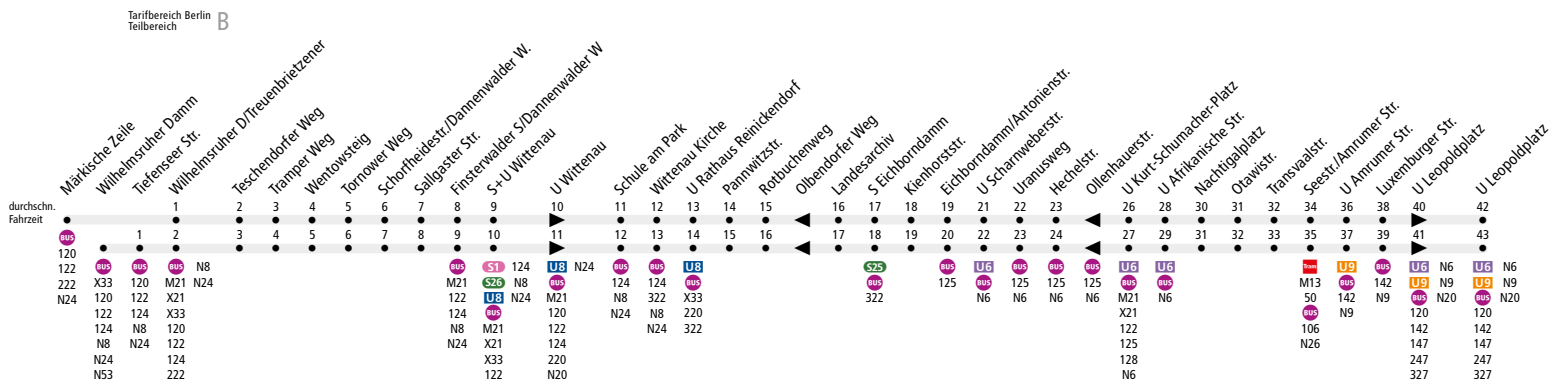 Tarifbereich Berlin
Teilbereich B
Märkische Zeile
Wilhelmsruher Damm
Tiefenseer Str.
Wilhelmsruher D/Treuenbrietzener
Teschendorfer Weg
Tramper Weg
Wentowsteig
Tornower Weg
Schorfheidestr./Dannenwalder W.
Sallgaster Str.
Finsterwalder S/Dannenwalder W
S+U Wittenau
U Wittenau
Schule am Park
Wittenau Kirche
U Rathaus Reinickendorf
Pannwitzstr.
Rotbuchenweg
Olbendorfer Weg
Landesarchiv
S Eichborndamm
Kienhorststr.
Eichborndamm/Antonienstr.
U Scharnweberstr.
Uranusweg
Hechelstr.
Ollenhauerstr.
U Kurt-Schumacher-Platz
U Afrikanische Str.
Nachtigalplatz
Otawistr.
Transvaalstr.
Seestr./Amrumer Str.
U Amrumer Str.
Luxemburger Str.
U Leopoldplatz
U Leopoldplatz
durchschn.
Fahrzeit
1 2 3 4 5 6 7 8 9 10 11 12 13 14 15 16 17 18 19 21 22 23 26 28 30 31 32 34 36 38 40 42
1 2 3 4 5 6 7 8 9 10 11 12 13 14 15 16 17 18 19 20 22 23 24 27 29 31 32 33 35 37 39 41 43
BUS
120
122
222
N24
BUS
X33
120
122
124
N8
N24
N53
BUS
120
122
124
N8
N24
BUS N8
M21 N24
X21
X33
120
122
124
222
BUS
M21
122
124
N8
N24
S1 124
S26 N8
U8 N24
BUS
M21
X21
X33
122
U8 N24
BUS
M21
120
122
124
220
N20
BUS
124
N8
N24
BUS
124
322
N8
N24
U8
BUS
X33
220
322
S25
BUS
322
BUS
125
U6
BUS
N6
BUS
125
N6
BUS
125
N6
BUS
125
N6
U6
BUS
M21
X21
122
125
128
N6
U6
BUS
N6
Tram
M13
50
BUS
106
N26
U9
BUS
142
N9
BUS
142
N9
U6 N6
U9 N9
BUS N20
120
142
147
247
327
U6 N6
U9 N9
BUS N20
120
142
147
247
327